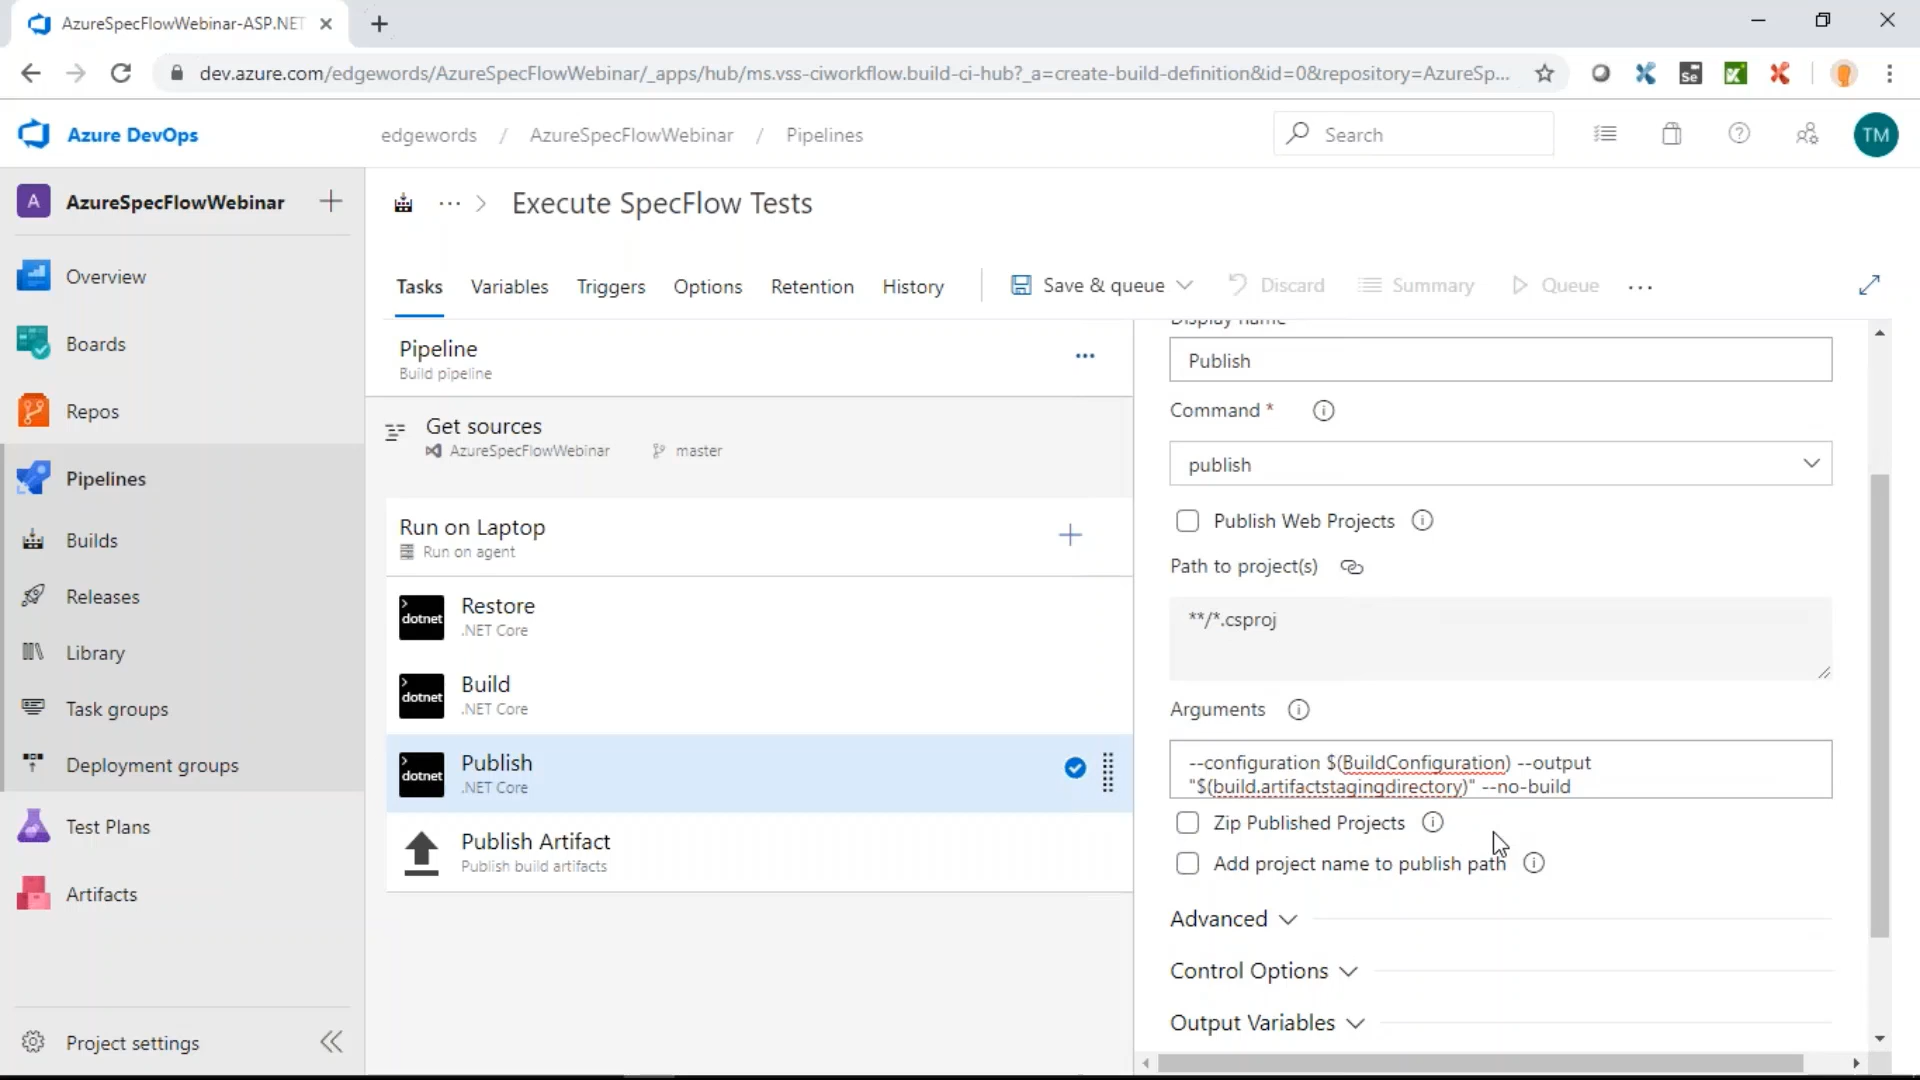 AzureSpecFlowWebinar-ASP.NET
dev.azure.com/edgewords/AzureSpecFlowWebinar/_apps/hub/ms.vss-ciworkflow.build-ci-hub?_a=create-build-definition&id=0&repository=AzureSp...
Se
Azure DevOps
edgewords / AzureSpecFlowWebinar / Pipelines
Search
TM
A AzureSpecFlowWebinar
Overview
Boards
Repos
Pipelines
Builds
Releases
Library
Task groups
Deployment groups
Test Plans
Artifacts
Project settings
... > Execute SpecFlow Tests
Tasks Variables Triggers Options Retention History
Save & queue Discard Summary Queue ...
Pipeline
Build pipeline
Get sources
AzureSpecFlowWebinar master
Run on Laptop
Run on agent
dotnet Restore
.NET Core
dotnet Build
.NET Core
dotnet Publish
.NET Core
Publish Artifact
Publish build artifacts
Display name
Publish
Command *
publish
Publish Web Projects
Path to project(s)
**/*.csproj
Arguments
--configuration $(BuildConfiguration) --output
"$(build.artifactstagingdirectory)" --no-build
Zip Published Projects
Add project name to publish path
Advanced
Control Options
Output Variables